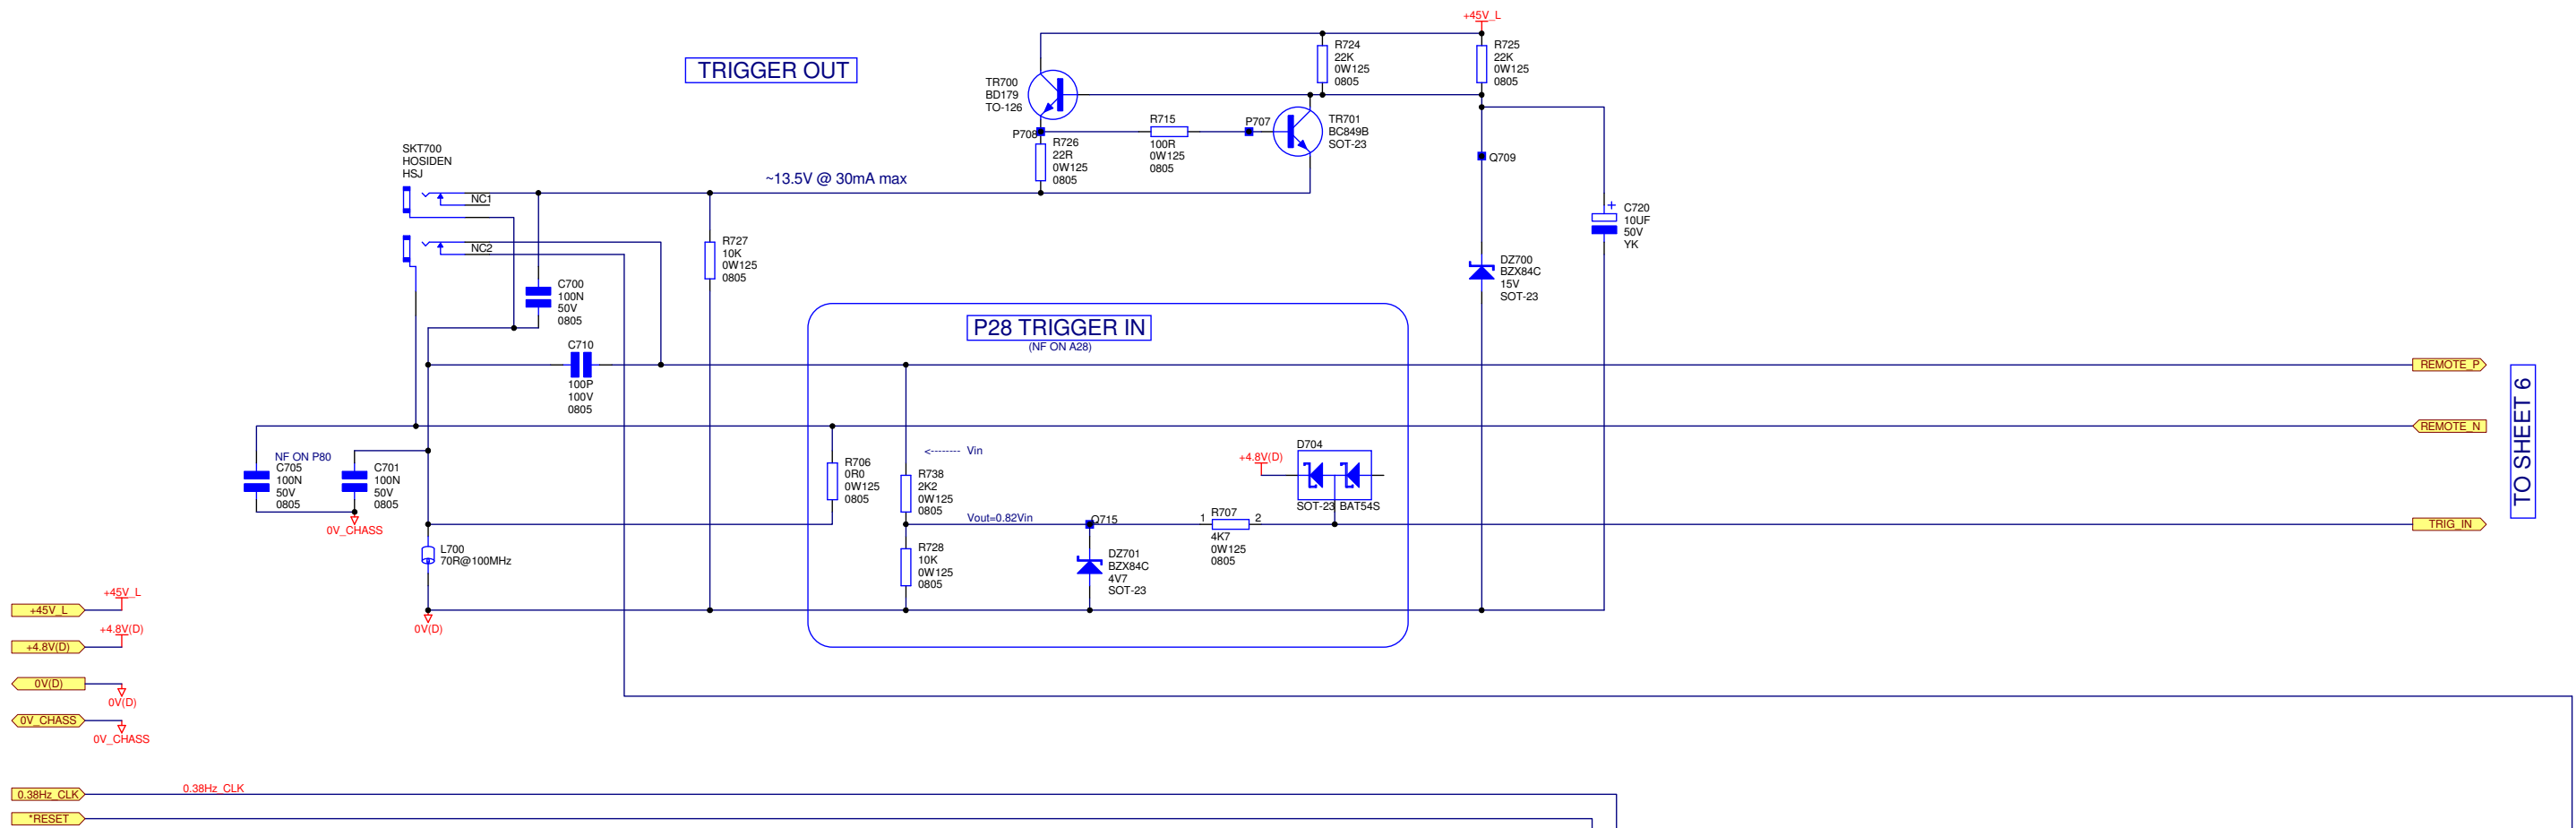 +45V_L
TRIGGER OUT
R724
22K
0W125
0805
R725
22K
0W125
0805
TR700
BD179
TO-126
P708
R715
100R
0W125
0805
P707
TR701
BC849B
SOT-23
R726
22R
0W125
0805
Q709
SKT700
HOSIDEN
HSJ
~13.5V @ 30mA max
NC1
NC2
+
C720
10UF
50V
YK
R727
10K
0W125
0805
DZ700
BZX84C
15V
SOT-23
C700
100N
50V
0805
P28 TRIGGER IN
(NF ON A28)
C710
100P
100V
0805
REMOTE_P
REMOTE_N
TRIG_IN
TO SHEET 6
NF ON P80
C705
100N
50V
0805
C701
100N
50V
0805
0V_CHASS
R706
0R0
0W125
0805
<-------- Vin
R738
2K2
0W125
0805
Vout=0.82Vin
Q715
+4.8V(D)
D704
SOT-23 BAT54S
1 R707 2
4K7
0W125
0805
R728
10K
0W125
0805
DZ701
BZX84C
4V7
SOT-23
L700
70R@100MHz
0V(D)
+45V_L
+45V_L
+4.8V(D)
+4.8V(D)
0V(D)
0V(D)
0V_CHASS
0V_CHASS
0.38Hz_CLK
0.38Hz_CLK
*RESET